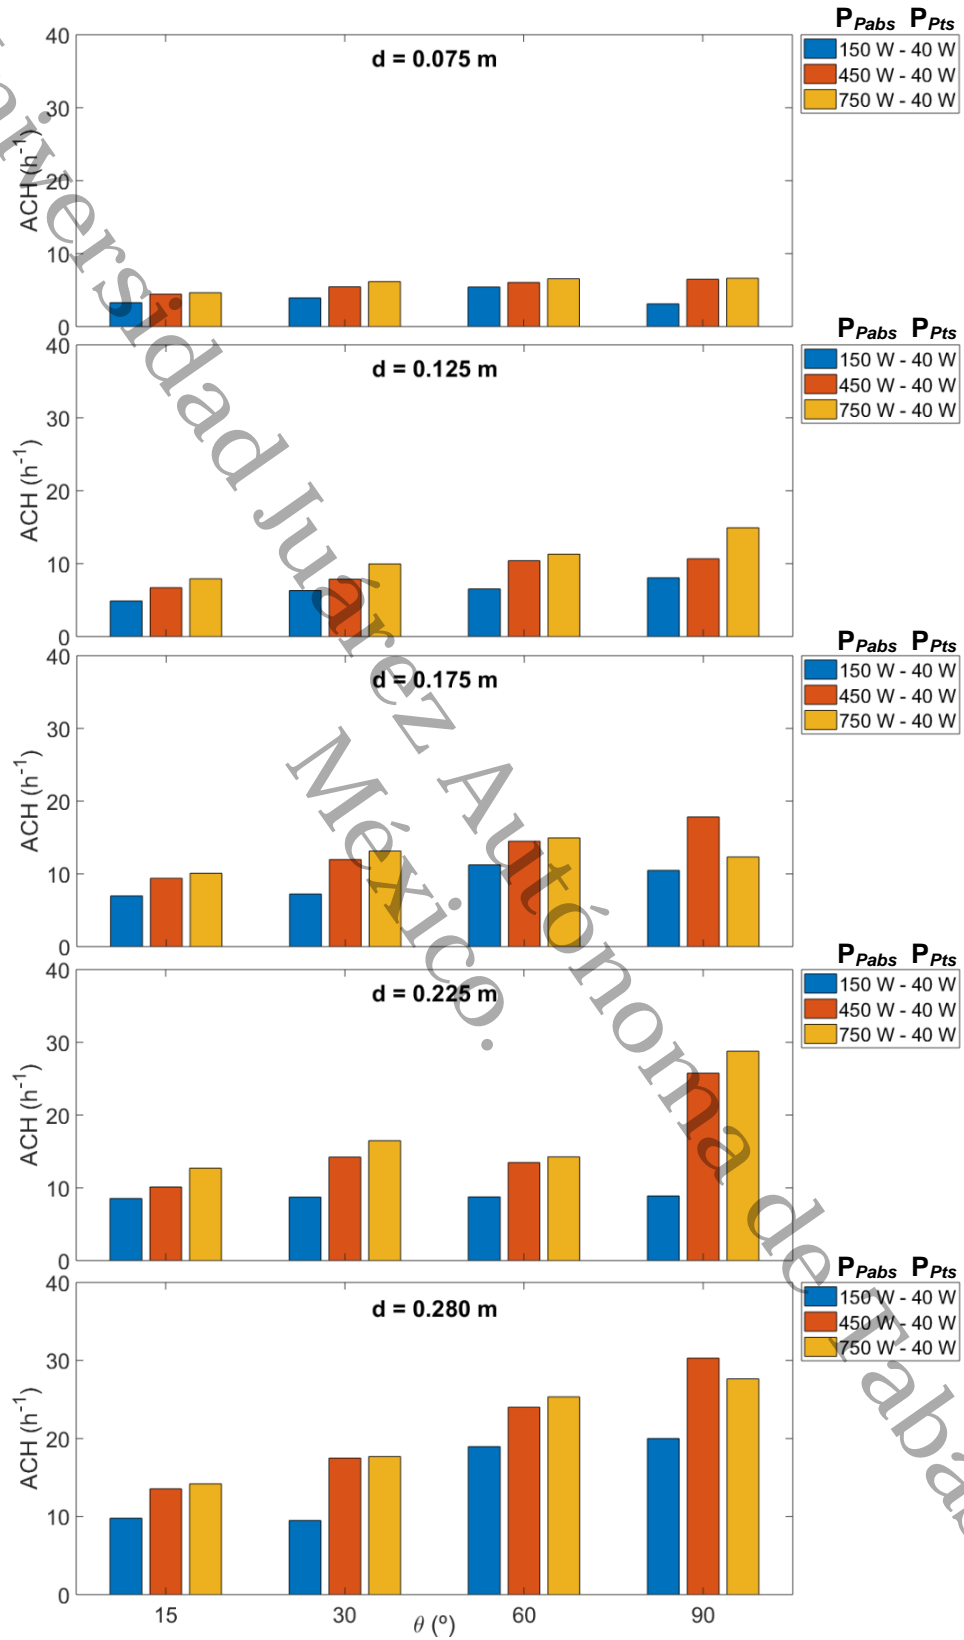 P_Pabs P_Pts
40
d = 0.075 m
150 W - 40 W
450 W - 40 W
750 W - 40 W
30
20
10
0
ACH (h⁻¹)
P_Pabs P_Pts
40
d = 0.125 m
150 W - 40 W
450 W - 40 W
750 W - 40 W
30
20
10
0
ACH (h⁻¹)
P_Pabs P_Pts
40
d = 0.175 m
150 W - 40 W
450 W - 40 W
750 W - 40 W
30
20
10
0
ACH (h⁻¹)
P_Pabs P_Pts
40
d = 0.225 m
150 W - 40 W
450 W - 40 W
750 W - 40 W
30
20
10
0
ACH (h⁻¹)
P_Pabs P_Pts
40
d = 0.280 m
150 W - 40 W
450 W - 40 W
750 W - 40 W
30
20
10
0
ACH (h⁻¹)
15 30 60 90
θ (º)
Juárez Autónoma de
México.